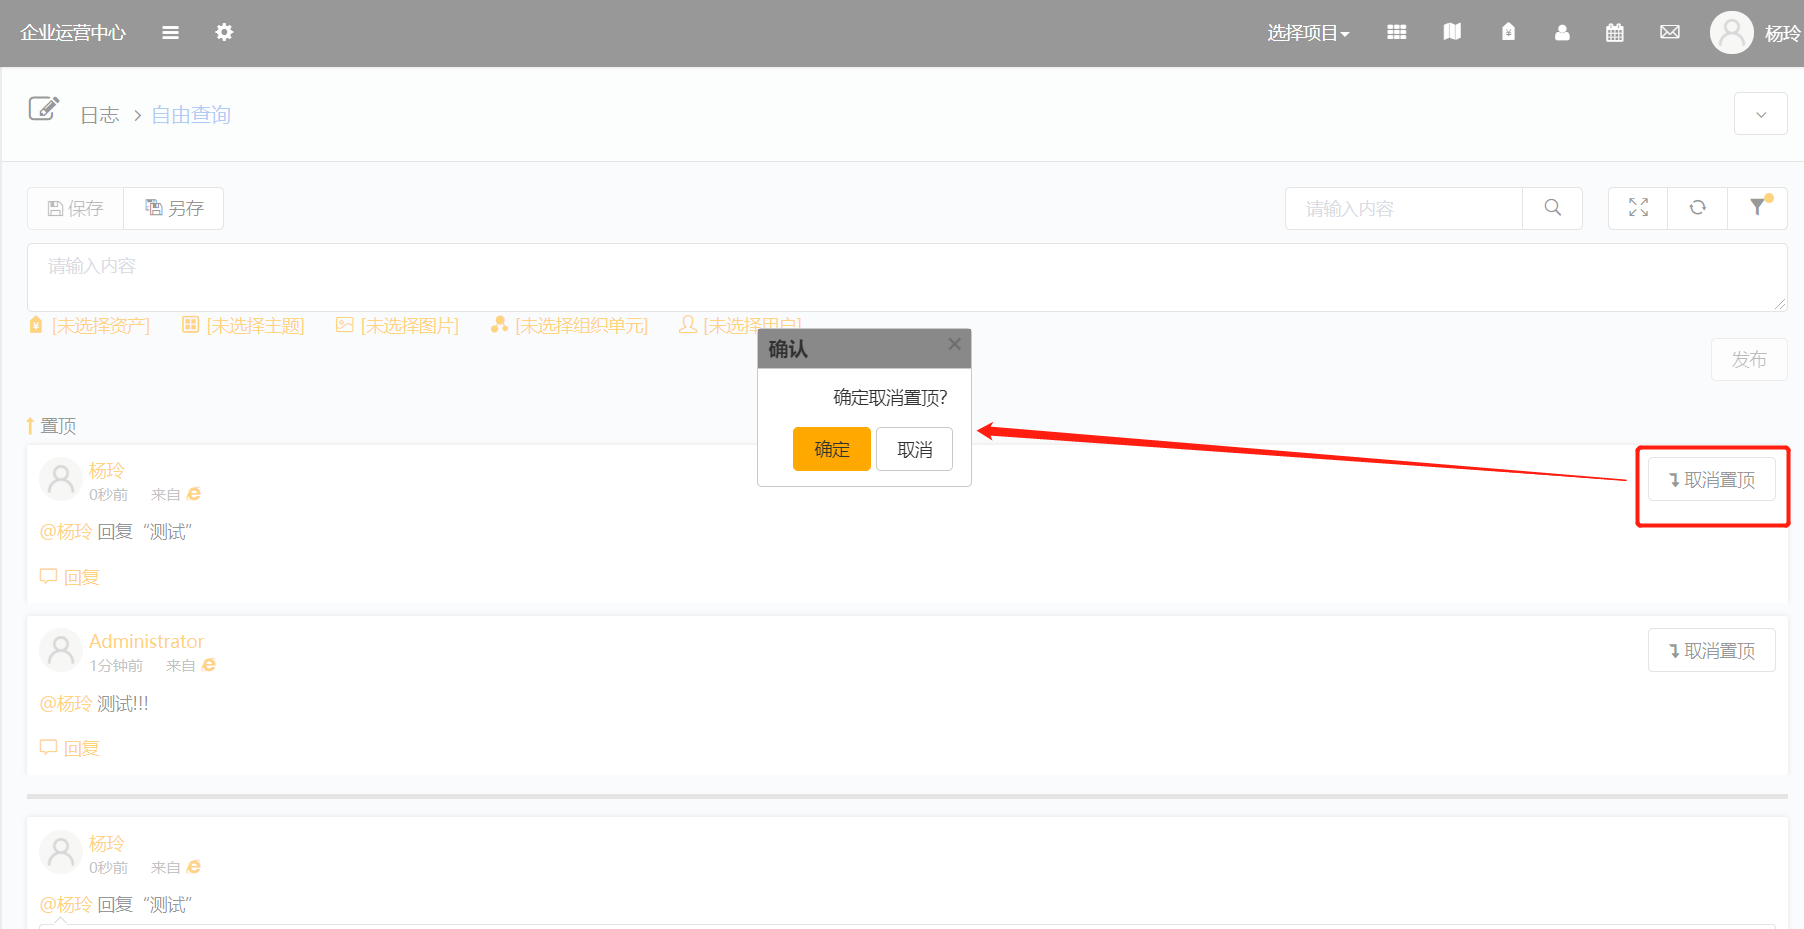 企业运营中心
选择项目
杨玲
日志 > 自由查询
保存 另存
请输入内容
请输入内容
[未选择资产] [未选择主题] [未选择图片] [未选择组织单元] [未选择用户]
发布
确认
确定取消置顶?
确定 取消
置顶
杨玲
0秒前 来自
取消置顶
@杨玲 回复“测试”
回复
Administrator
1分钟前 来自
取消置顶
@杨玲 测试!!!
回复
杨玲
0秒前 来自
@杨玲 回复“测试”